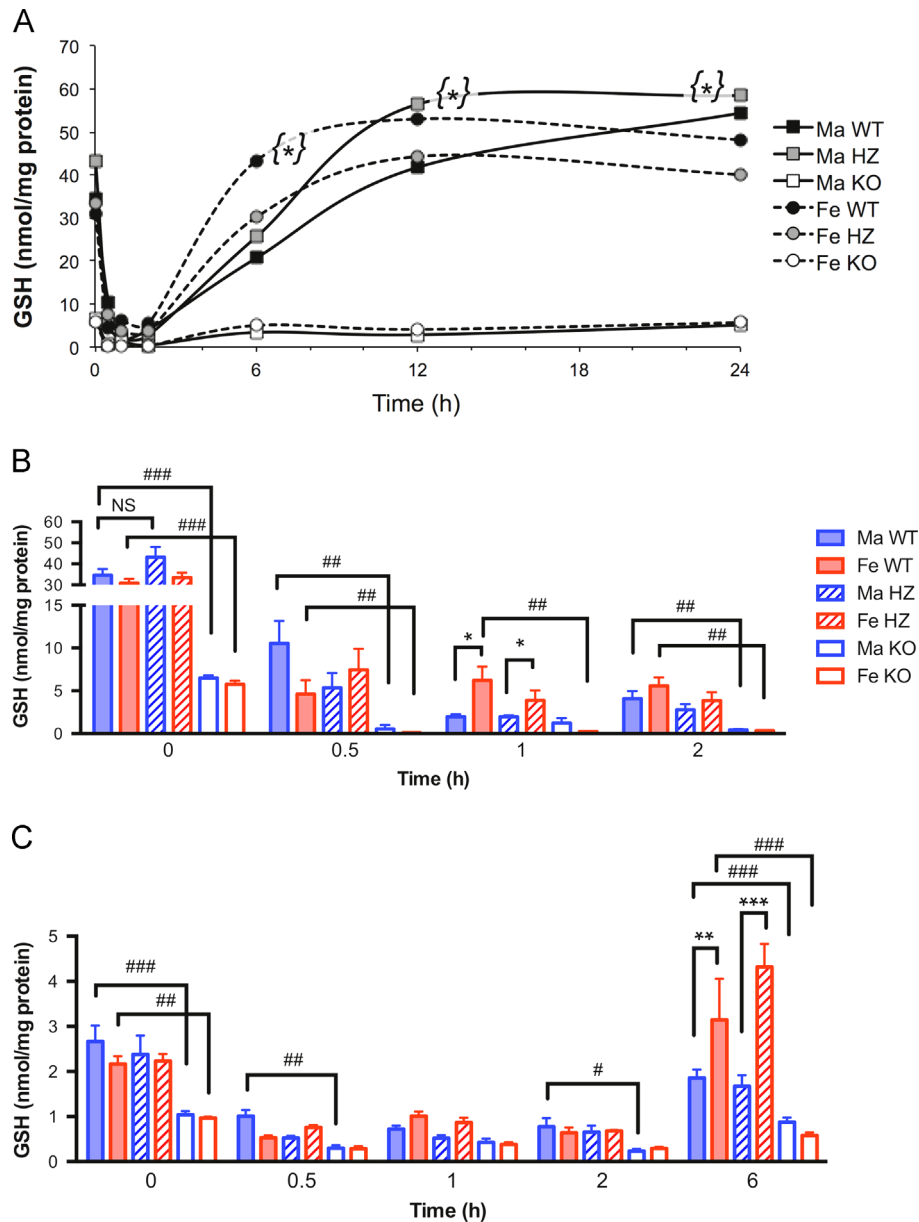 A
GSH (nmol/mg protein)
70
60
50
40
30
20
10
0
{*}
{*}
{*}
0
6
12
18
24
Time (h)
Ma WT
Ma HZ
Ma KO
Fe WT
Fe HZ
Fe KO
B
GSH (nmol/mg protein)
60
50
40
30
15
10
5
0
###
NS
###
##
##
##
*
*
##
##
0
0.5
1
2
Time (h)
Ma WT
Fe WT
Ma HZ
Fe HZ
Ma KO
Fe KO
C
GSH (nmol/mg protein)
5
4
3
2
1
0
###
##
##
#
###
###
**
***
0
0.5
1
2
6
Time (h)